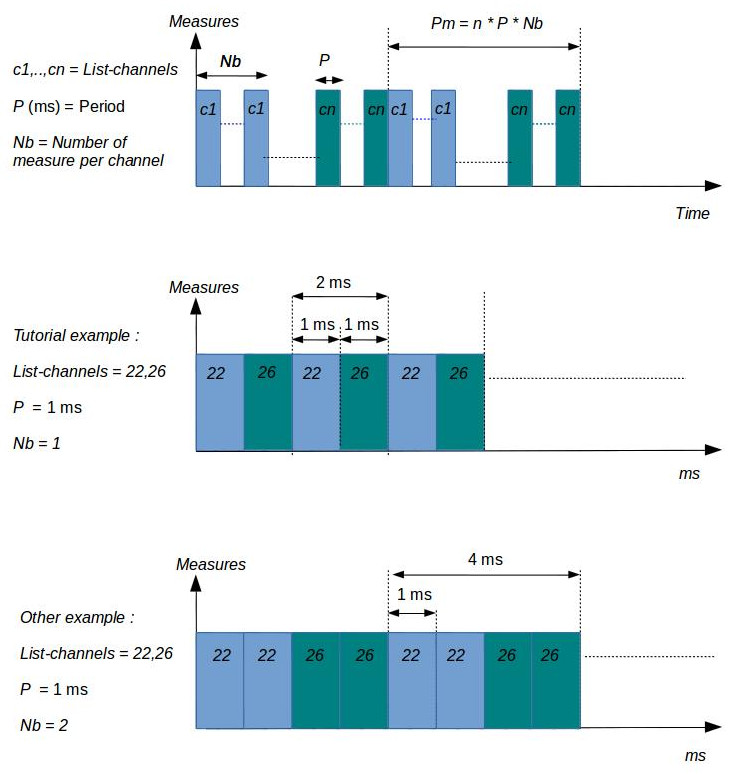 Measures
Pm = n * P * Nb
c1,..,cn = List-channels
Nb
P
P (ms) = Period
c1 c1 cn cn c1 c1 cn cn
Nb = Number of
measure per channel
Time
Measures
2 ms
1 ms 1 ms
Tutorial example :
List-channels = 22,26
22 26 22 26 22 26
P = 1 ms
Nb = 1
ms
Measures
4 ms
1 ms
Other example :
List-channels = 22,26
22 22 26 26 22 22 26 26
P = 1 ms
Nb = 2
ms